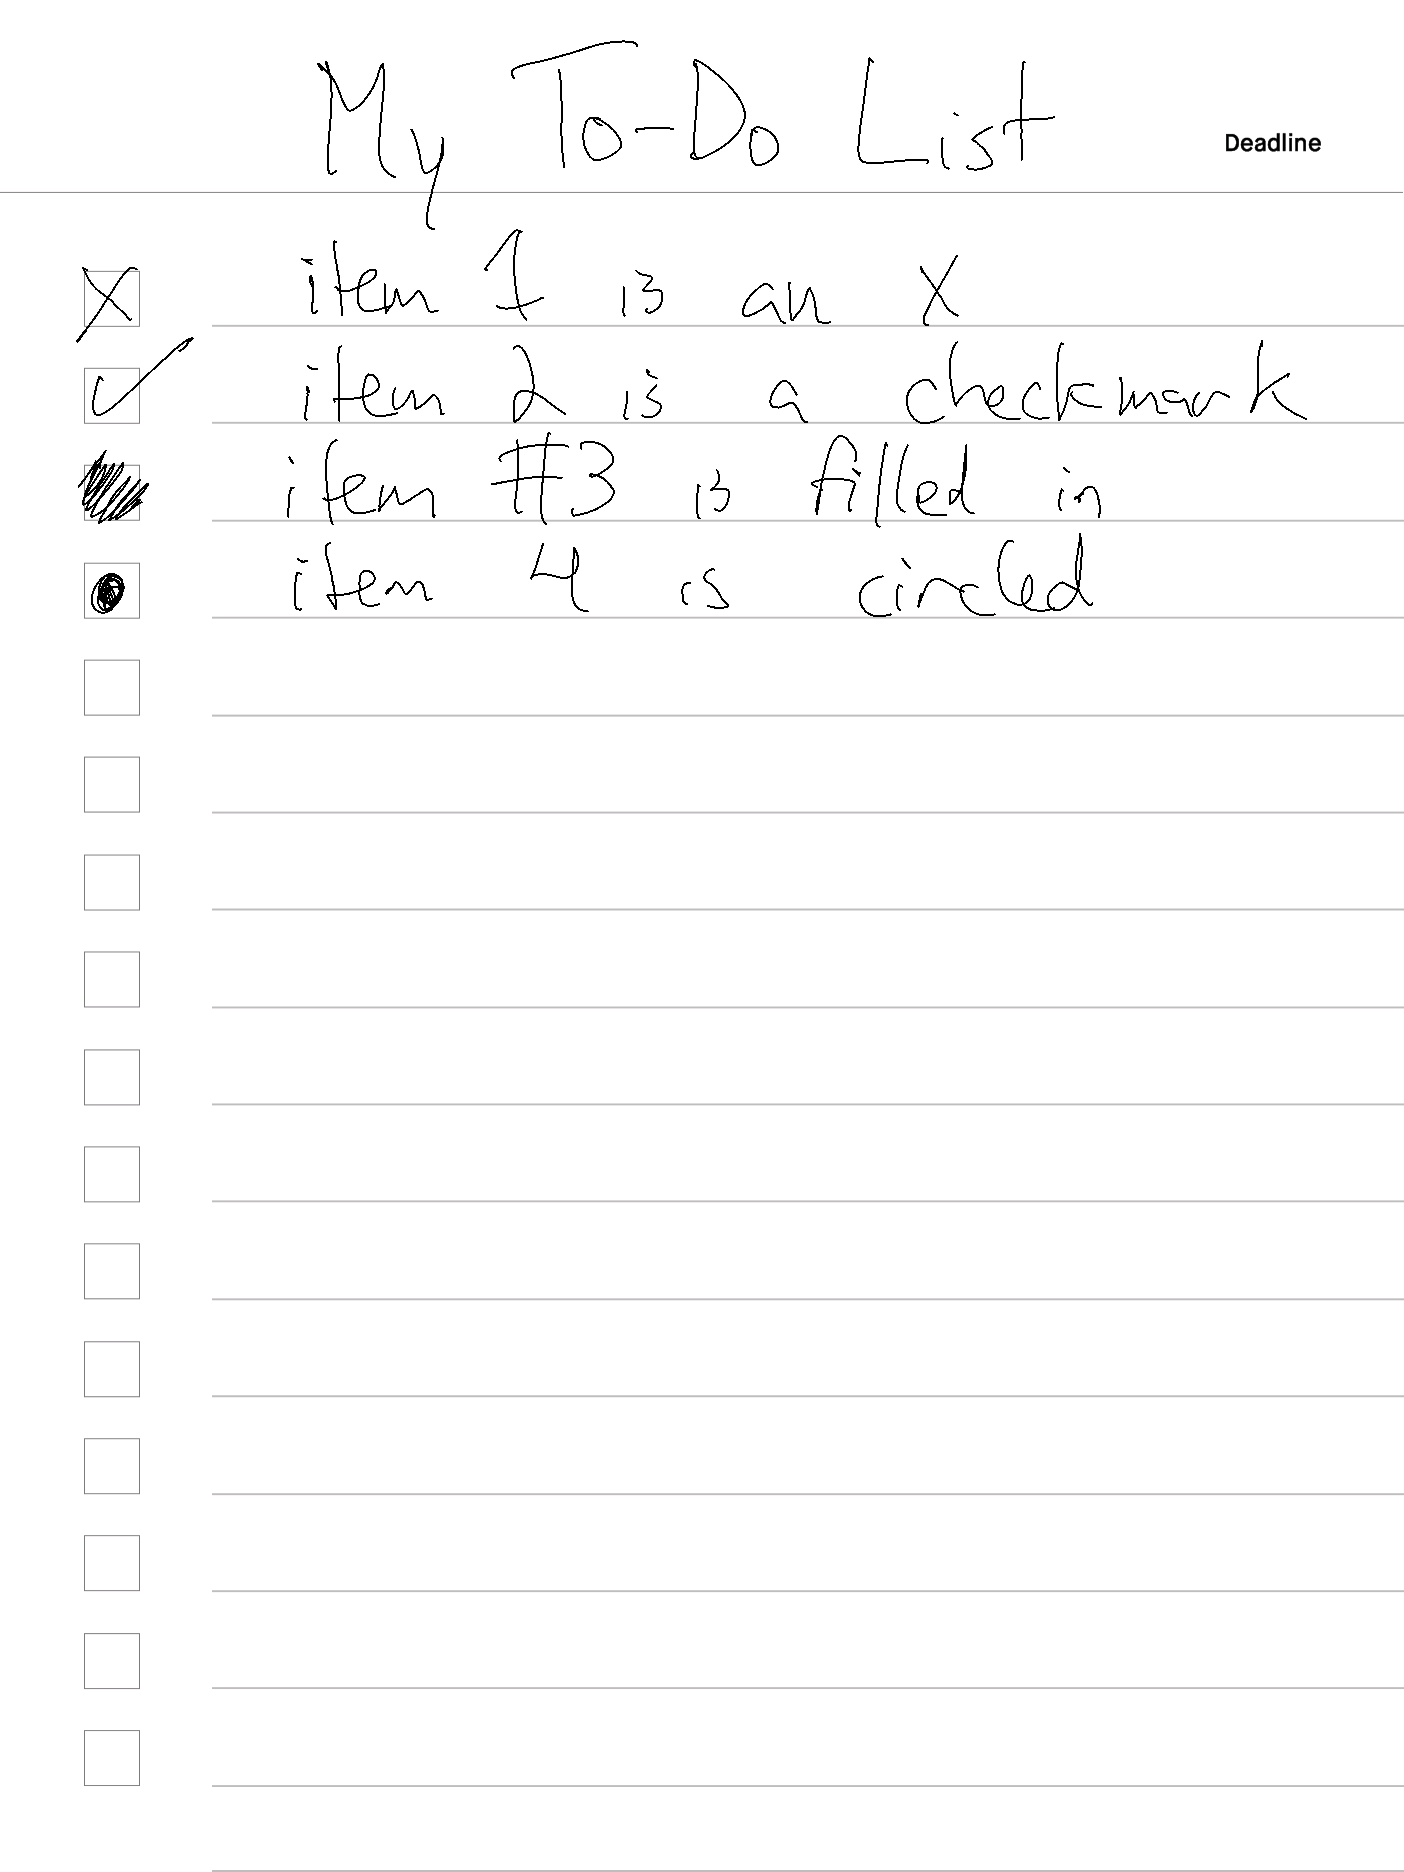 My To-Do List Deadline
item 1 is an X
item 2 is a checkmark
item #3 is filled in
item 4 is circled